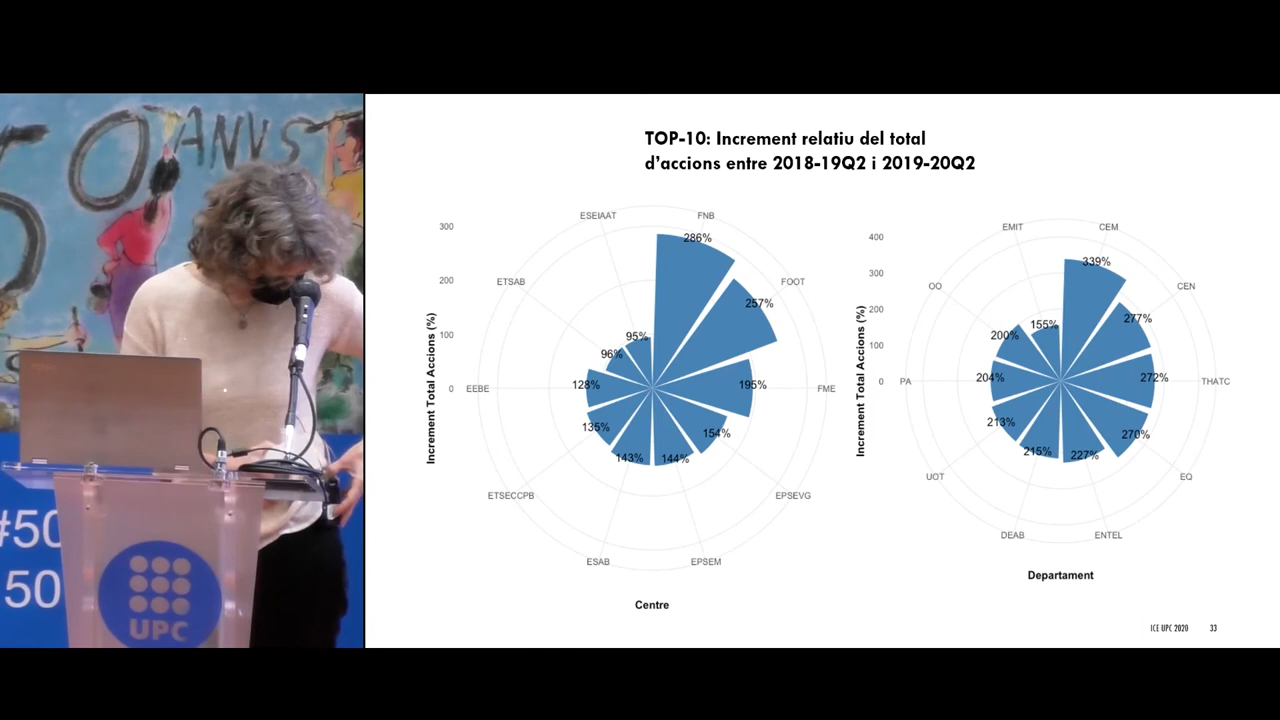 50 ANYS
#50
50
UPC
TOP-10: Increment relatiu del total
d'accions entre 2018-19Q2 i 2019-20Q2
Increment Total Accions (%)
300
200
100
0
ESEIAAT
FNB
ETSAB
FOOT
EEBE
FME
ETSECCPB
EPSEVG
ESAB
EPSEM
286%
257%
195%
154%
144%
143%
135%
128%
96%
95%
Centre
Increment Total Accions (%)
400
300
200
100
0
EMIT
CEM
OO
CEN
PA
THATC
UOT
EQ
DEAB
ENTEL
339%
277%
272%
270%
227%
215%
213%
204%
200%
155%
Departament
ICE UPC 2020 33